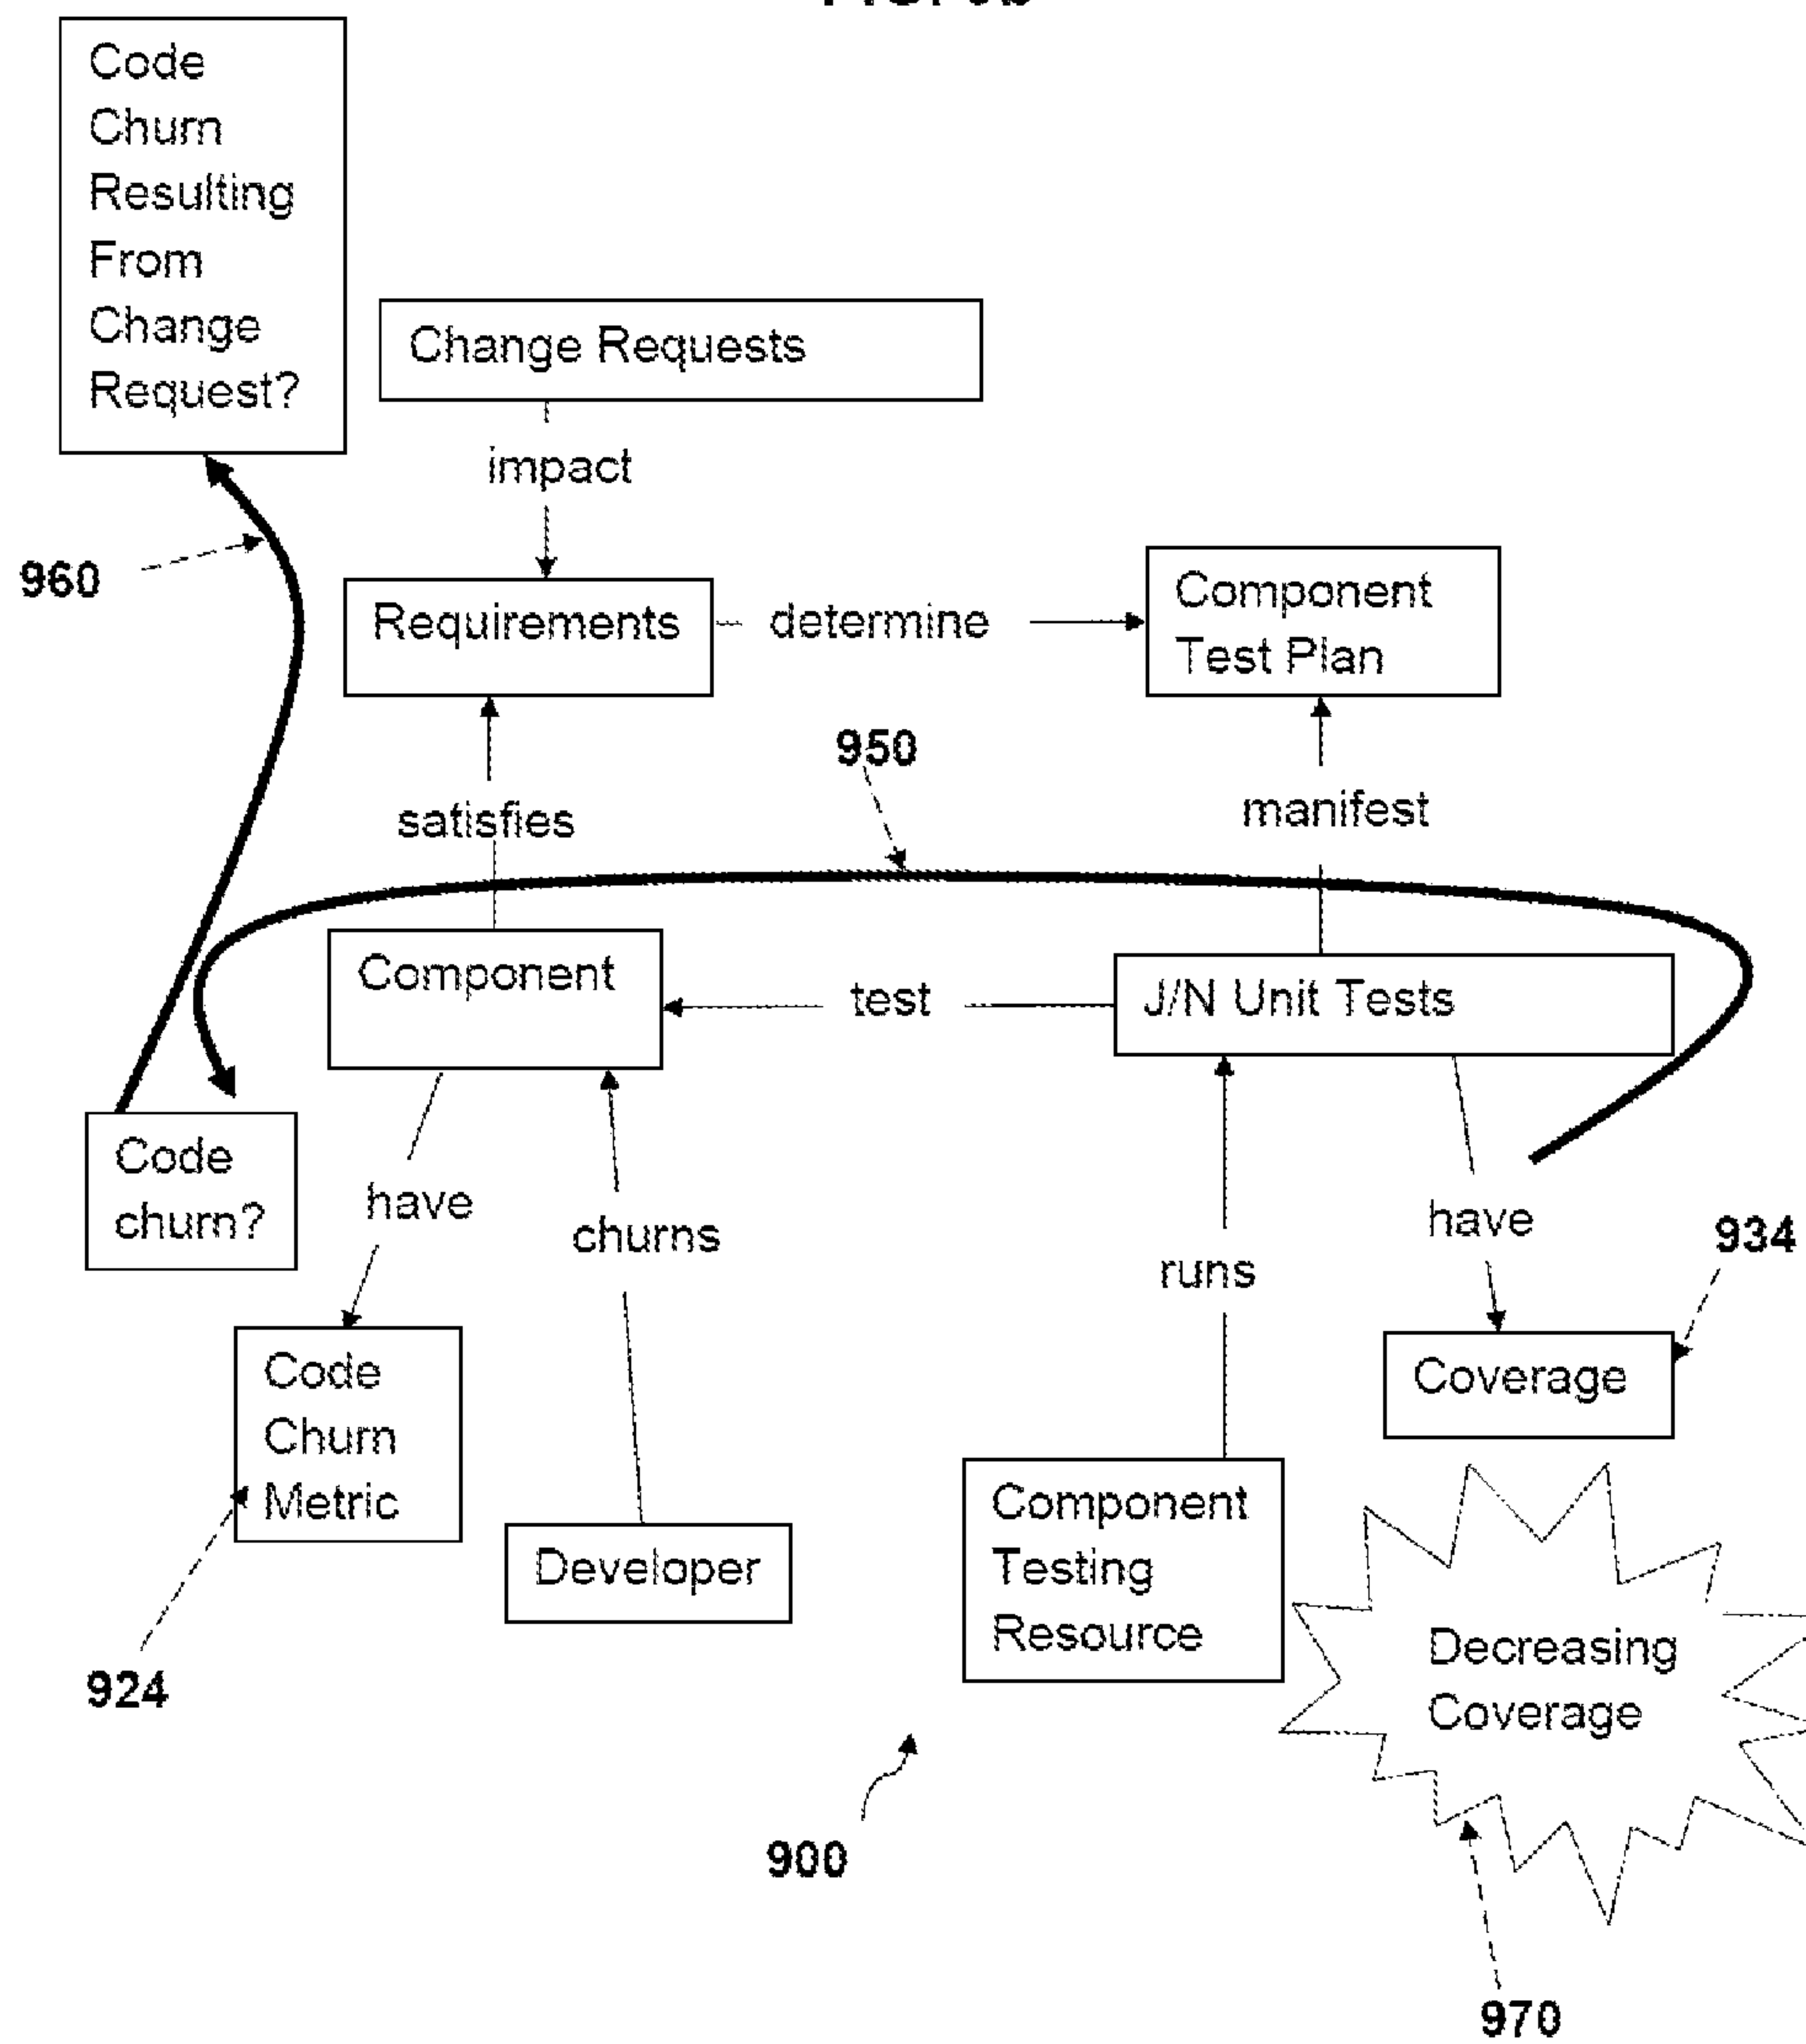 Code
Churn
Resulting
From
Change
Request?
Change Requests
impact
960
Requirements
determine
Component
Test Plan
950
satisfies
manifest
Component
test
J/N Unit Tests
Code
churn?
have
churns
runs
have
934
Code
Churn
Metric
Coverage
Developer
Component
Testing
Resource
Decreasing
Coverage
924
900
970